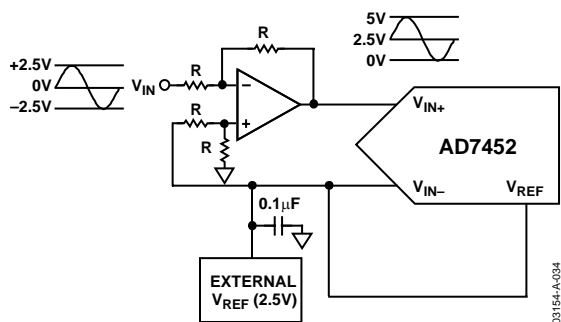 R
5V
2.5V
0V
+2.5V
0V
–2.5V
VIN
R
–
R
+
R
VIN+
AD7452
VIN–
VREF
0.1µF
EXTERNAL
VREF (2.5V)
03154-A-034